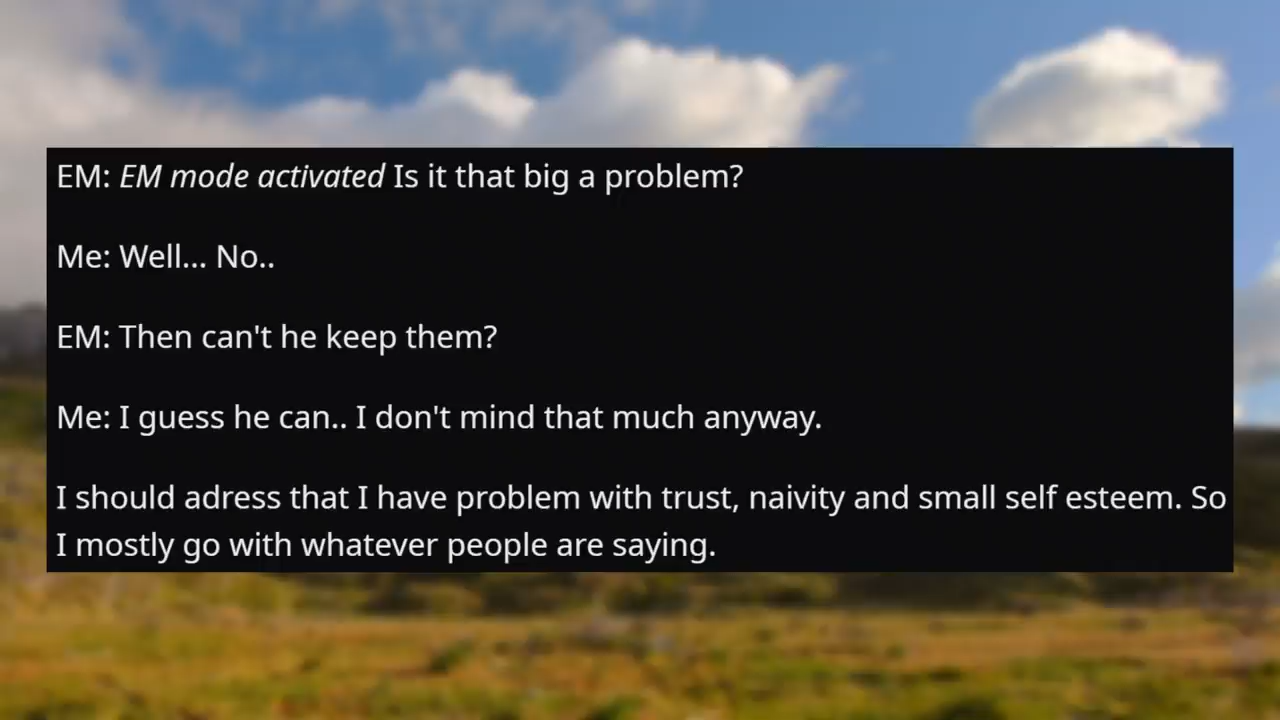 EM: EM mode activated Is it that big a problem?
Me: Well... No..
EM: Then can't he keep them?
Me: I guess he can.. I don't mind that much anyway.
I should adress that I have problem with trust, naivity and small self esteem. So
I mostly go with whatever people are saying.